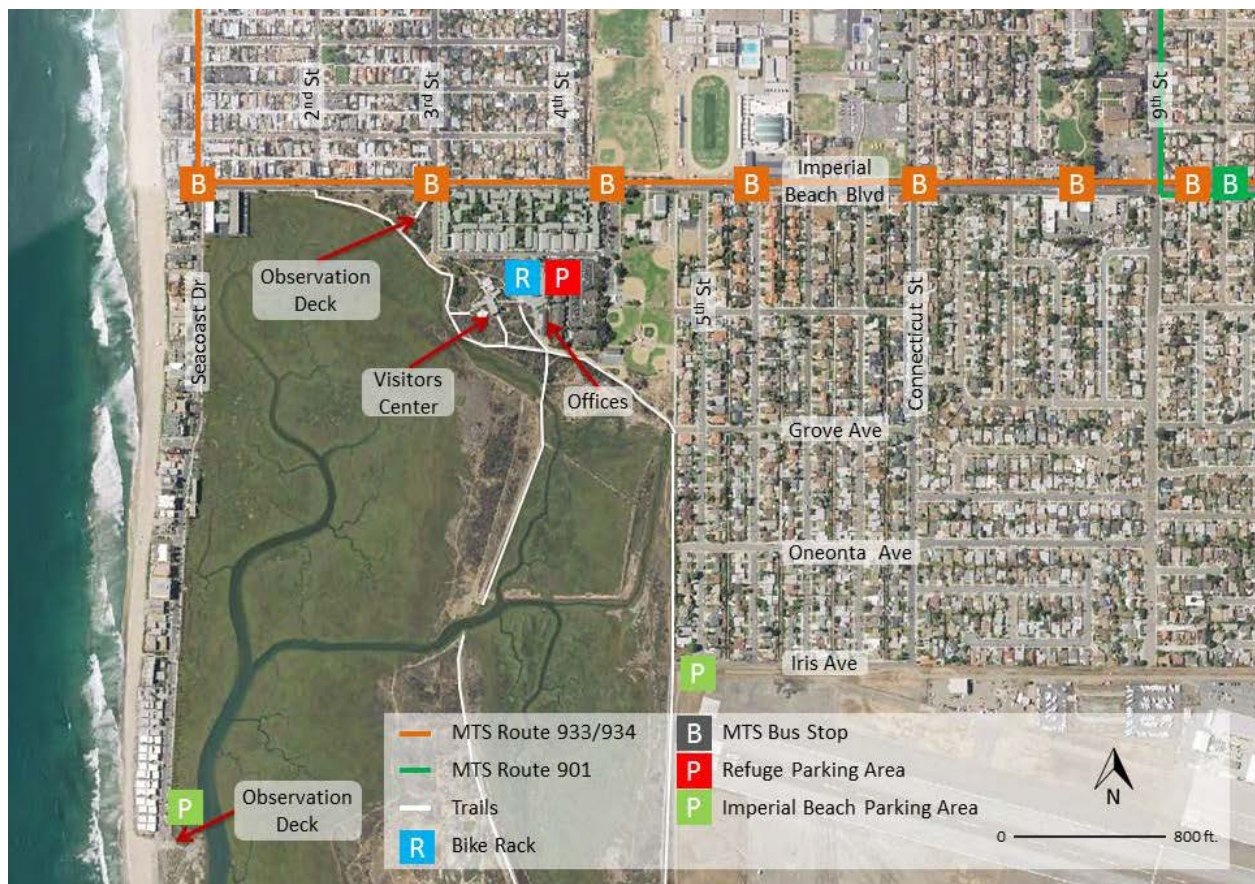 2nd St
3rd St
4th St
9th St
B
B
B
B
B
B
B
B
Imperial
Beach Blvd
Observation
Deck
R
P
Seacoast Dr
5th St
Connecticut St
Visitors
Center
Offices
Grove Ave
Oneonta Ave
Iris Ave
P
P
Observation
Deck
MTS Route 933/934
MTS Route 901
Trails
R Bike Rack
B MTS Bus Stop
P Refuge Parking Area
P Imperial Beach Parking Area
N
0 800 ft.